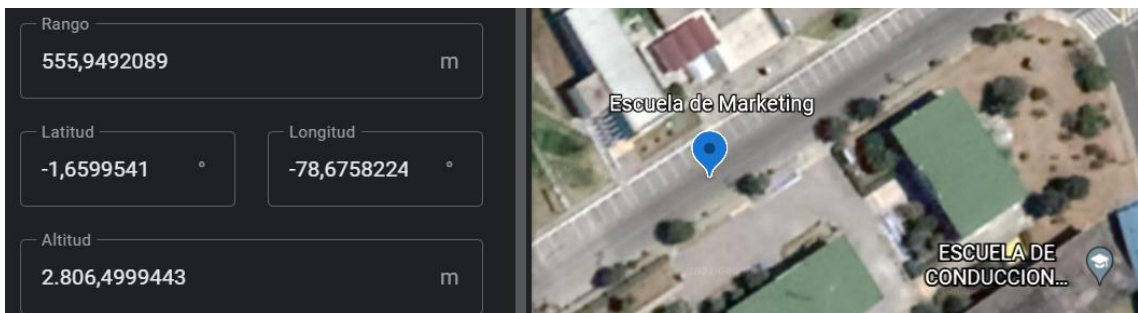 Rango
555,9492089 m
Latitud
-1,6599541 °
Longitud
-78,6758224 °
Altitud
2.806,4999443 m
Escuela de Marketing
ESCUELA DE
CONDUCCION...